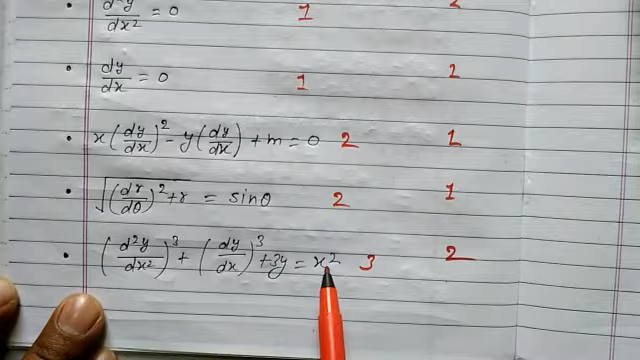 • d²y/dx² = 0 1 2
• dy/dx = 0 1 1
• x(dy/dx)² - y(dy/dx) + m = 0 2 1
• √((dr/dθ)² + r) = sinθ 2 1
• (d²y/dx²)³ + (dy/dx)³ + 3y = x² 3 2